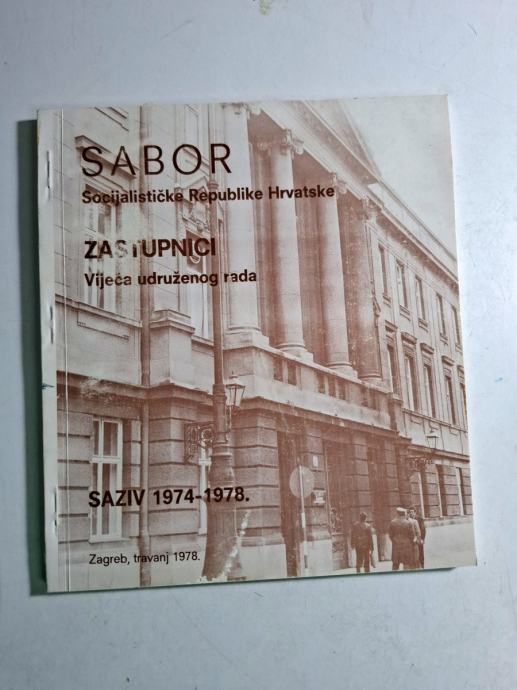 SABOR
Socijalističke Republike Hrvatske
ZASTUPNICI
Vijeća udruženog rada
SAZIV 1974-1978.
Zagreb, travanj 1978.